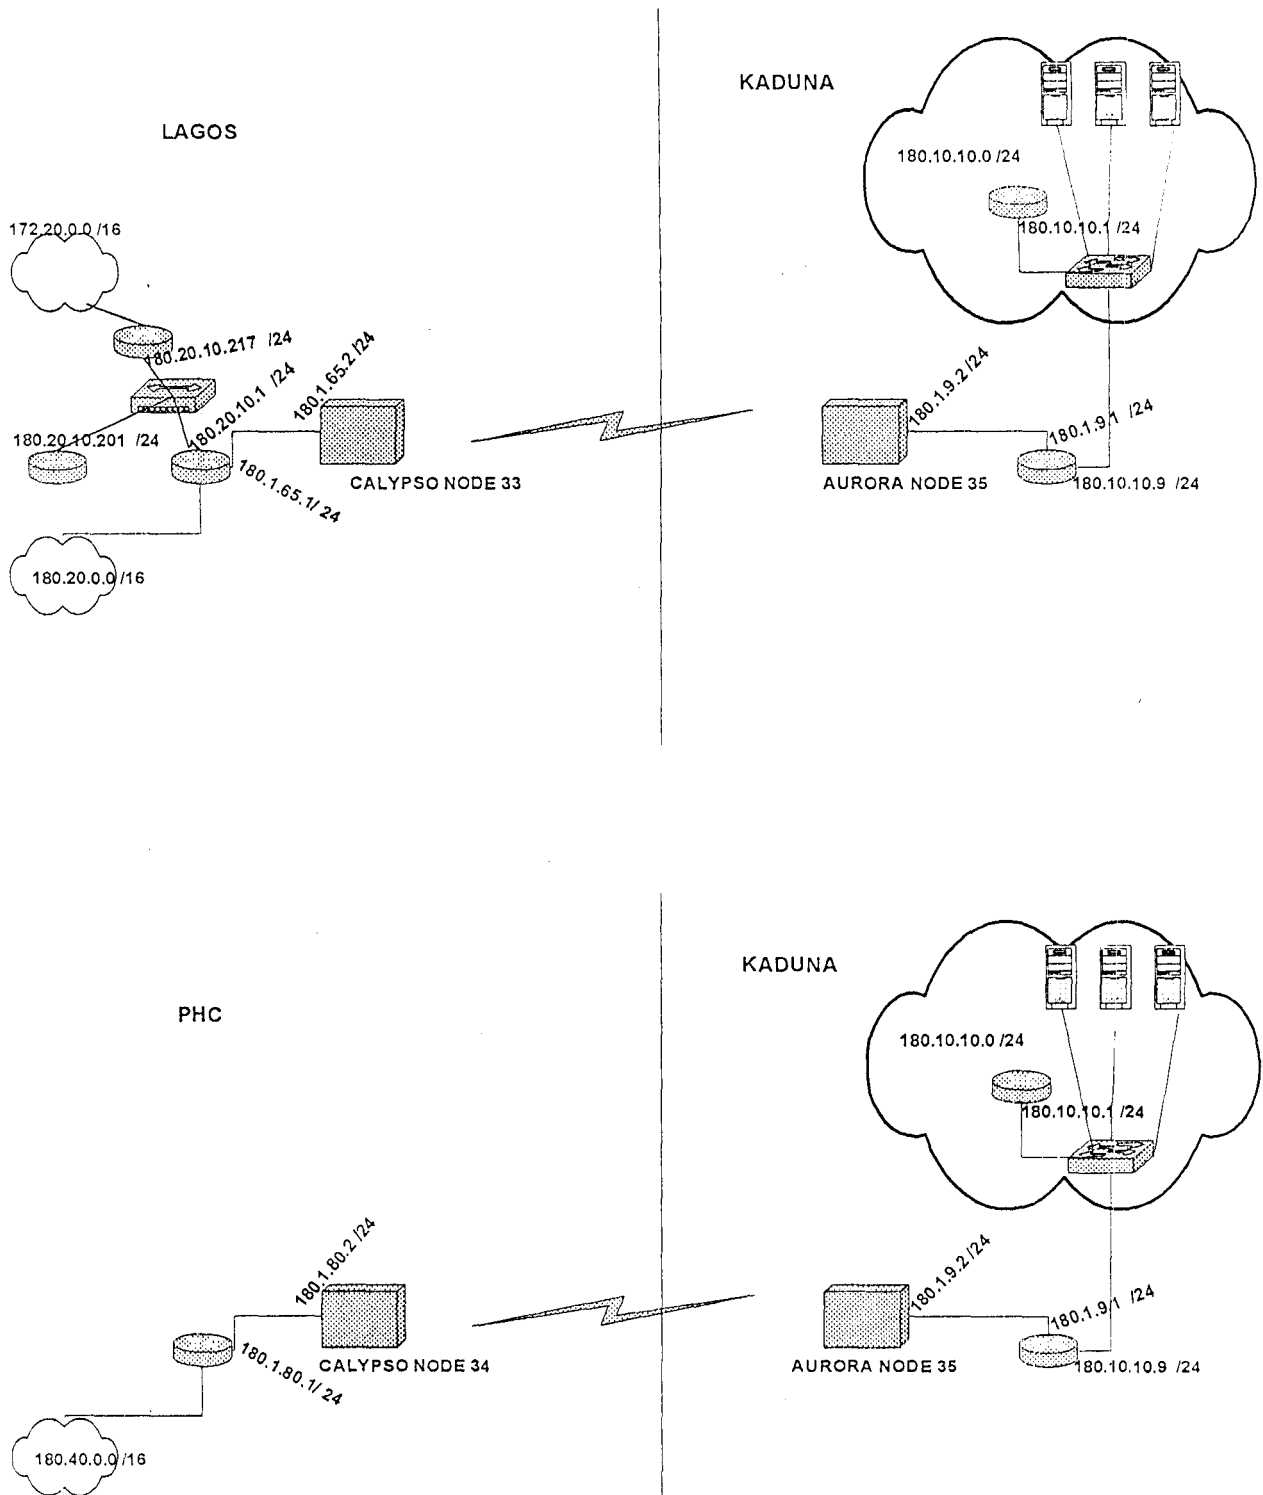 KADUNA
LAGOS
180.10.10.0 /24
172.20.0.0 /16
180.10.10.1 /24
180.20.10.217 /24
180.20.10.1 /24
180.1.65.2 /24
180.1.9.2 /24
180.1.9.1 /24
180.20.10.201 /24
180.1.65.1/ 24
CALYPSO NODE 33
AURORA NODE 35
180.10.10.9 /24
180.20.0.0 /16
KADUNA
PHC
180.10.10.0 /24
180.10.10.1 /24
180.1.80.2 /24
180.1.9.2 /24
180.1.9.1 /24
180.1.80.1/ 24
CALYPSO NODE 34
AURORA NODE 35
180.10.10.9 /24
180.40.0.0 /16